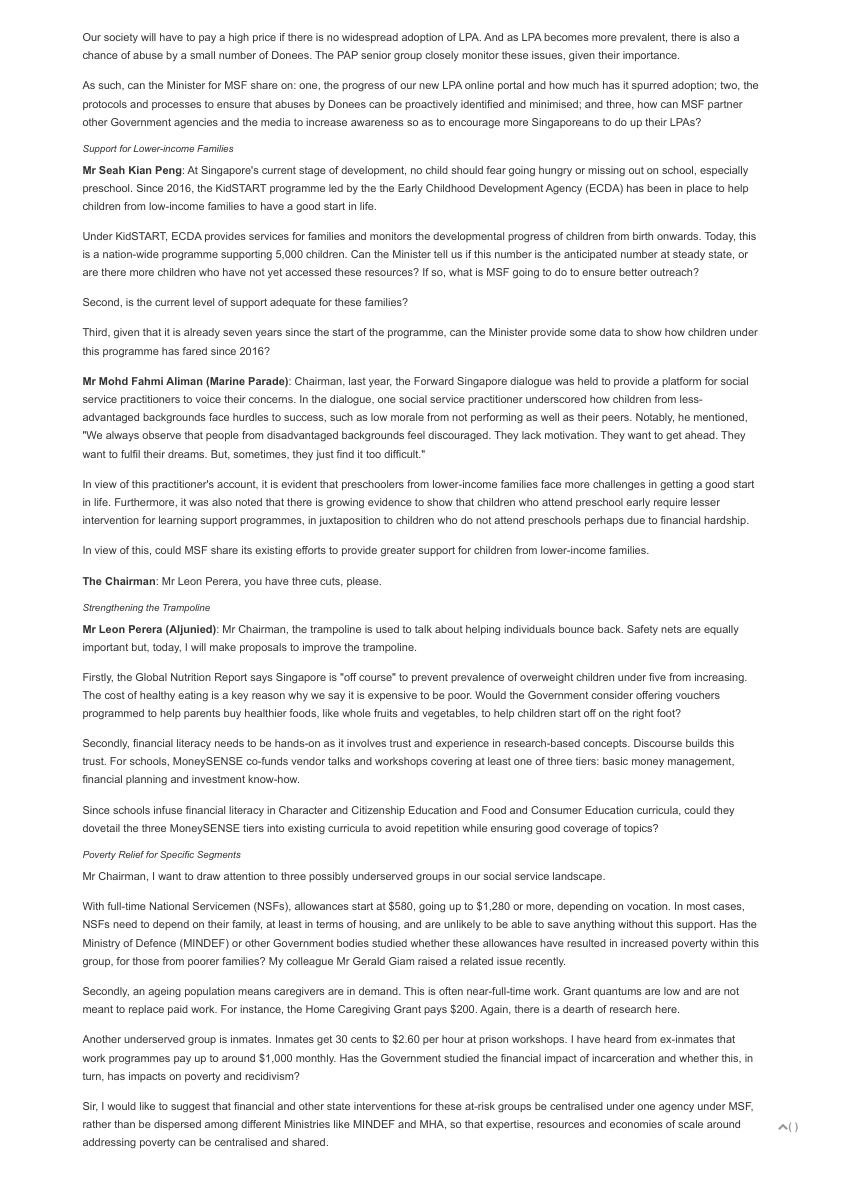 Our society will have to pay a high price if there is no widespread adoption of LPA. And as LPA becomes more prevalent, there is also a
chance of abuse by a small number of Donees. The PAP senior group closely monitor these issues, given their importance.
As such, can the Minister for MSF share on: one, the progress of our new LPA online portal and how much has it spurred adoption; two, the
protocols and processes to ensure that abuses by Donees can be proactively identified and minimised; and three, how can MSF partner
other Government agencies and the media to increase awareness so as to encourage more Singaporeans to do up their LPAs?
Support for Lower-income Families
Mr Seah Kian Peng: At Singapore's current stage of development, no child should fear going hungry or missing out on school, especially
preschool. Since 2016, the KidSTART programme led by the the Early Childhood Development Agency (ECDA) has been in place to help
children from low-income families to have a good start in life.
Under KidSTART, ECDA provides services for families and monitors the developmental progress of children from birth onwards. Today, this
is a nation-wide programme supporting 5,000 children. Can the Minister tell us if this number is the anticipated number at steady state, or
are there more children who have not yet accessed these resources? If so, what is MSF going to do to ensure better outreach?
Second, is the current level of support adequate for these families?
Third, given that it is already seven years since the start of the programme, can the Minister provide some data to show how children under
this programme has fared since 2016?
Mr Mohd Fahmi Aliman (Marine Parade): Chairman, last year, the Forward Singapore dialogue was held to provide a platform for social
service practitioners to voice their concerns. In the dialogue, one social service practitioner underscored how children from less-
advantaged backgrounds face hurdles to success, such as low morale from not performing as well as their peers. Notably, he mentioned,
"We always observe that people from disadvantaged backgrounds feel discouraged. They lack motivation. They want to get ahead. They
want to fulfil their dreams. But, sometimes, they just find it too difficult."
In view of this practitioner's account, it is evident that preschoolers from lower-income families face more challenges in getting a good start
in life. Furthermore, it was also noted that there is growing evidence to show that children who attend preschool early require lesser
intervention for learning support programmes, in juxtaposition to children who do not attend preschools perhaps due to financial hardship.
In view of this, could MSF share its existing efforts to provide greater support for children from lower-income families.
The Chairman: Mr Leon Perera, you have three cuts, please.
Strengthening the Trampoline
Mr Leon Perera (Aljunied): Mr Chairman, the trampoline is used to talk about helping individuals bounce back. Safety nets are equally
important but, today, I will make proposals to improve the trampoline.
Firstly, the Global Nutrition Report says Singapore is "off course" to prevent prevalence of overweight children under five from increasing.
The cost of healthy eating is a key reason why we say it is expensive to be poor. Would the Government consider offering vouchers
programmed to help parents buy healthier foods, like whole fruits and vegetables, to help children start off on the right foot?
Secondly, financial literacy needs to be hands-on as it involves trust and experience in research-based concepts. Discourse builds this
trust. For schools, MoneySENSE co-funds vendor talks and workshops covering at least one of three tiers: basic money management,
financial planning and investment know-how.
Since schools infuse financial literacy in Character and Citizenship Education and Food and Consumer Education curricula, could they
dovetail the three MoneySENSE tiers into existing curricula to avoid repetition while ensuring good coverage of topics?
Poverty Relief for Specific Segments
Mr Chairman, I want to draw attention to three possibly underserved groups in our social service landscape.
With full-time National Servicemen (NSFs), allowances start at $580, going up to $1,280 or more, depending on vocation. In most cases,
NSFs need to depend on their family, at least in terms of housing, and are unlikely to be able to save anything without this support. Has the
Ministry of Defence (MINDEF) or other Government bodies studied whether these allowances have resulted in increased poverty within this
group, for those from poorer families? My colleague Mr Gerald Giam raised a related issue recently.
Secondly, an ageing population means caregivers are in demand. This is often near-full-time work. Grant quantums are low and are not
meant to replace paid work. For instance, the Home Caregiving Grant pays $200. Again, there is a dearth of research here.
Another underserved group is inmates. Inmates get 30 cents to $2.60 per hour at prison workshops. I have heard from ex-inmates that
work programmes pay up to around $1,000 monthly. Has the Government studied the financial impact of incarceration and whether this, in
turn, has impacts on poverty and recidivism?
Sir, I would like to suggest that financial and other state interventions for these at-risk groups be centralised under one agency under MSF,
rather than be dispersed among different Ministries like MINDEF and MHA, so that expertise, resources and economies of scale around
addressing poverty can be centralised and shared.
( )